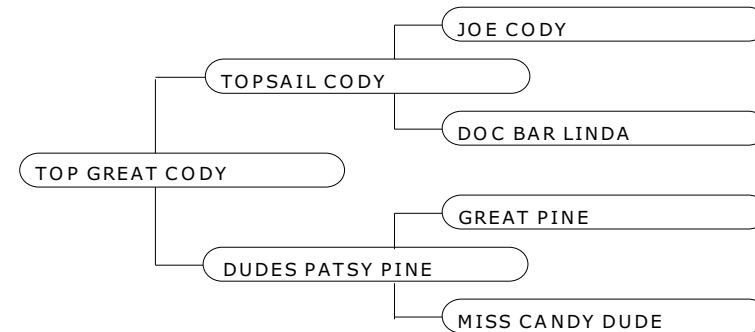 JOE CODY
TOPSAIL CODY
DOC BAR LINDA
TOP GREAT CODY
GREAT PINE
DUDES PATSY PINE
MISS CANDY DUDE